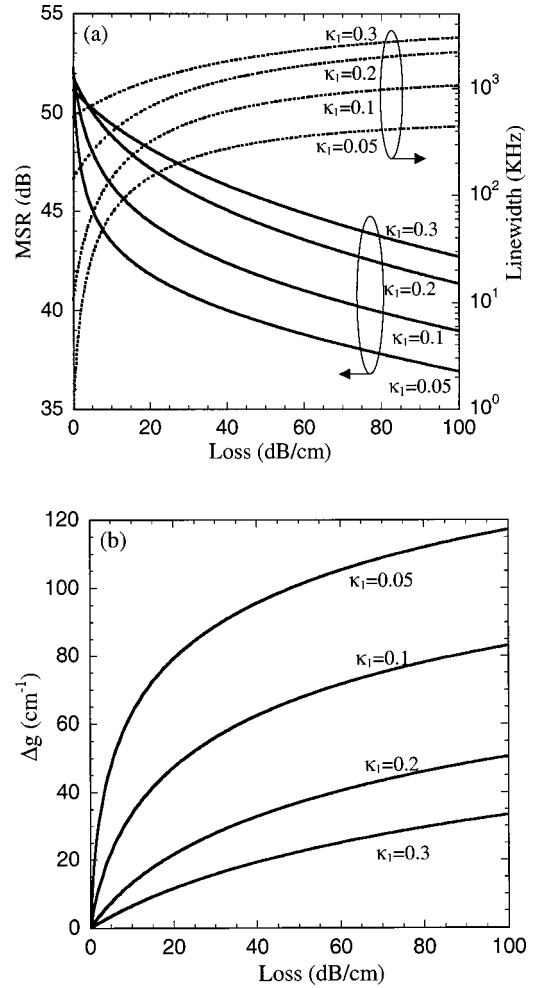 (a)
55
50
45
40
35
MSR (dB)
κ₁=0.3
κ₁=0.2
κ₁=0.1
κ₁=0.05
κ₁=0.3
κ₁=0.2
κ₁=0.1
κ₁=0.05
10³
10²
10¹
10⁰
Linewidth (KHz)
0 20 40 60 80 100
Loss (dB/cm)
(b)
120
100
80
60
40
20
0
Δg (cm⁻¹)
κ₁=0.05
κ₁=0.1
κ₁=0.2
κ₁=0.3
0 20 40 60 80 100
Loss (dB/cm)